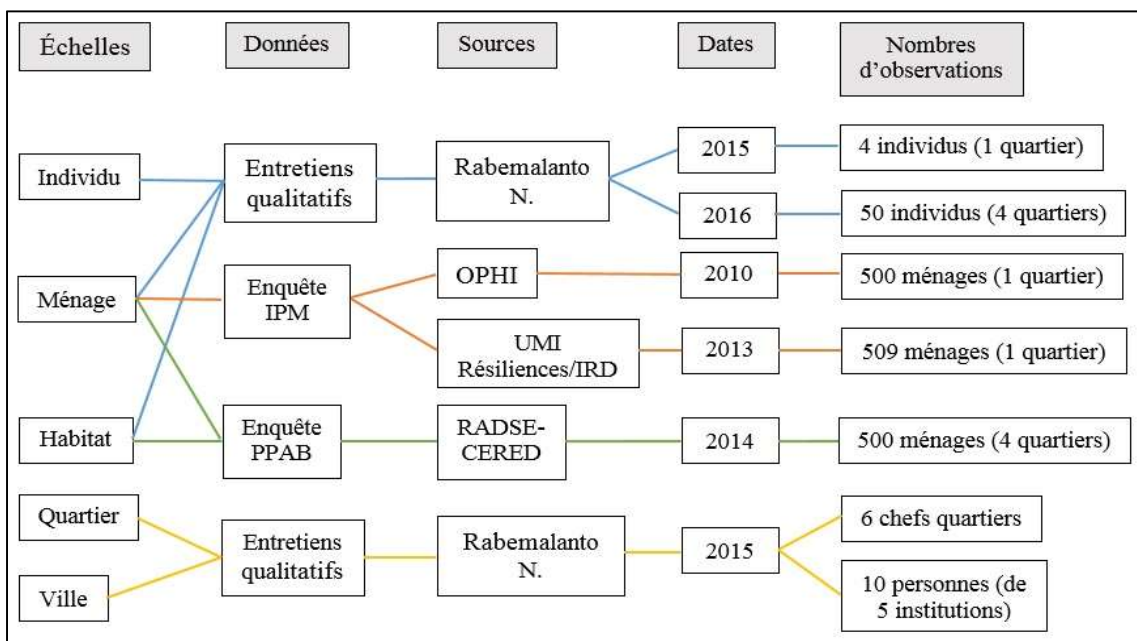 Échelles
Données
Sources
Dates
Nombres
d’observations
Individu
Entretiens
qualitatifs
Rabemalanto
N.
2015
4 individus (1 quartier)
2016
50 individus (4 quartiers)
Ménage
Enquête
IPM
OPHI
2010
500 ménages (1 quartier)
UMI
Résiliences/IRD
2013
509 ménages (1 quartier)
Habitat
Enquête
PPAB
RADSE-
CERED
2014
500 ménages (4 quartiers)
Quartier
Ville
Entretiens
qualitatifs
Rabemalanto
N.
2015
6 chefs quartiers
10 personnes (de
5 institutions)